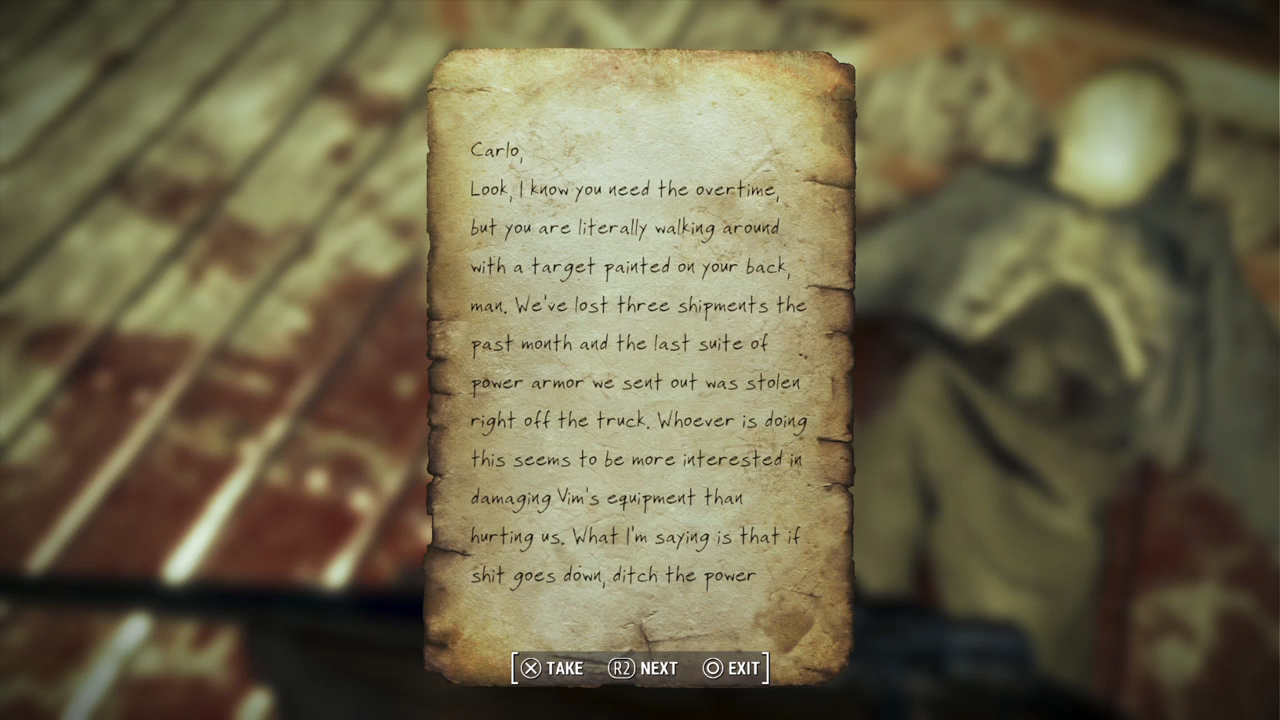 Carlo,
Look, I know you need the overtime,
but you are literally walking around
with a target painted on your back,
man. We've lost three shipments the
past month and the last suite of
power armor we sent out was stolen
right off the truck. Whoever is doing
this seems to be more interested in
damaging Vim's equipment than
hurting us. What I'm saying is that if
shit goes down, ditch the power
TAKE R2 NEXT EXIT